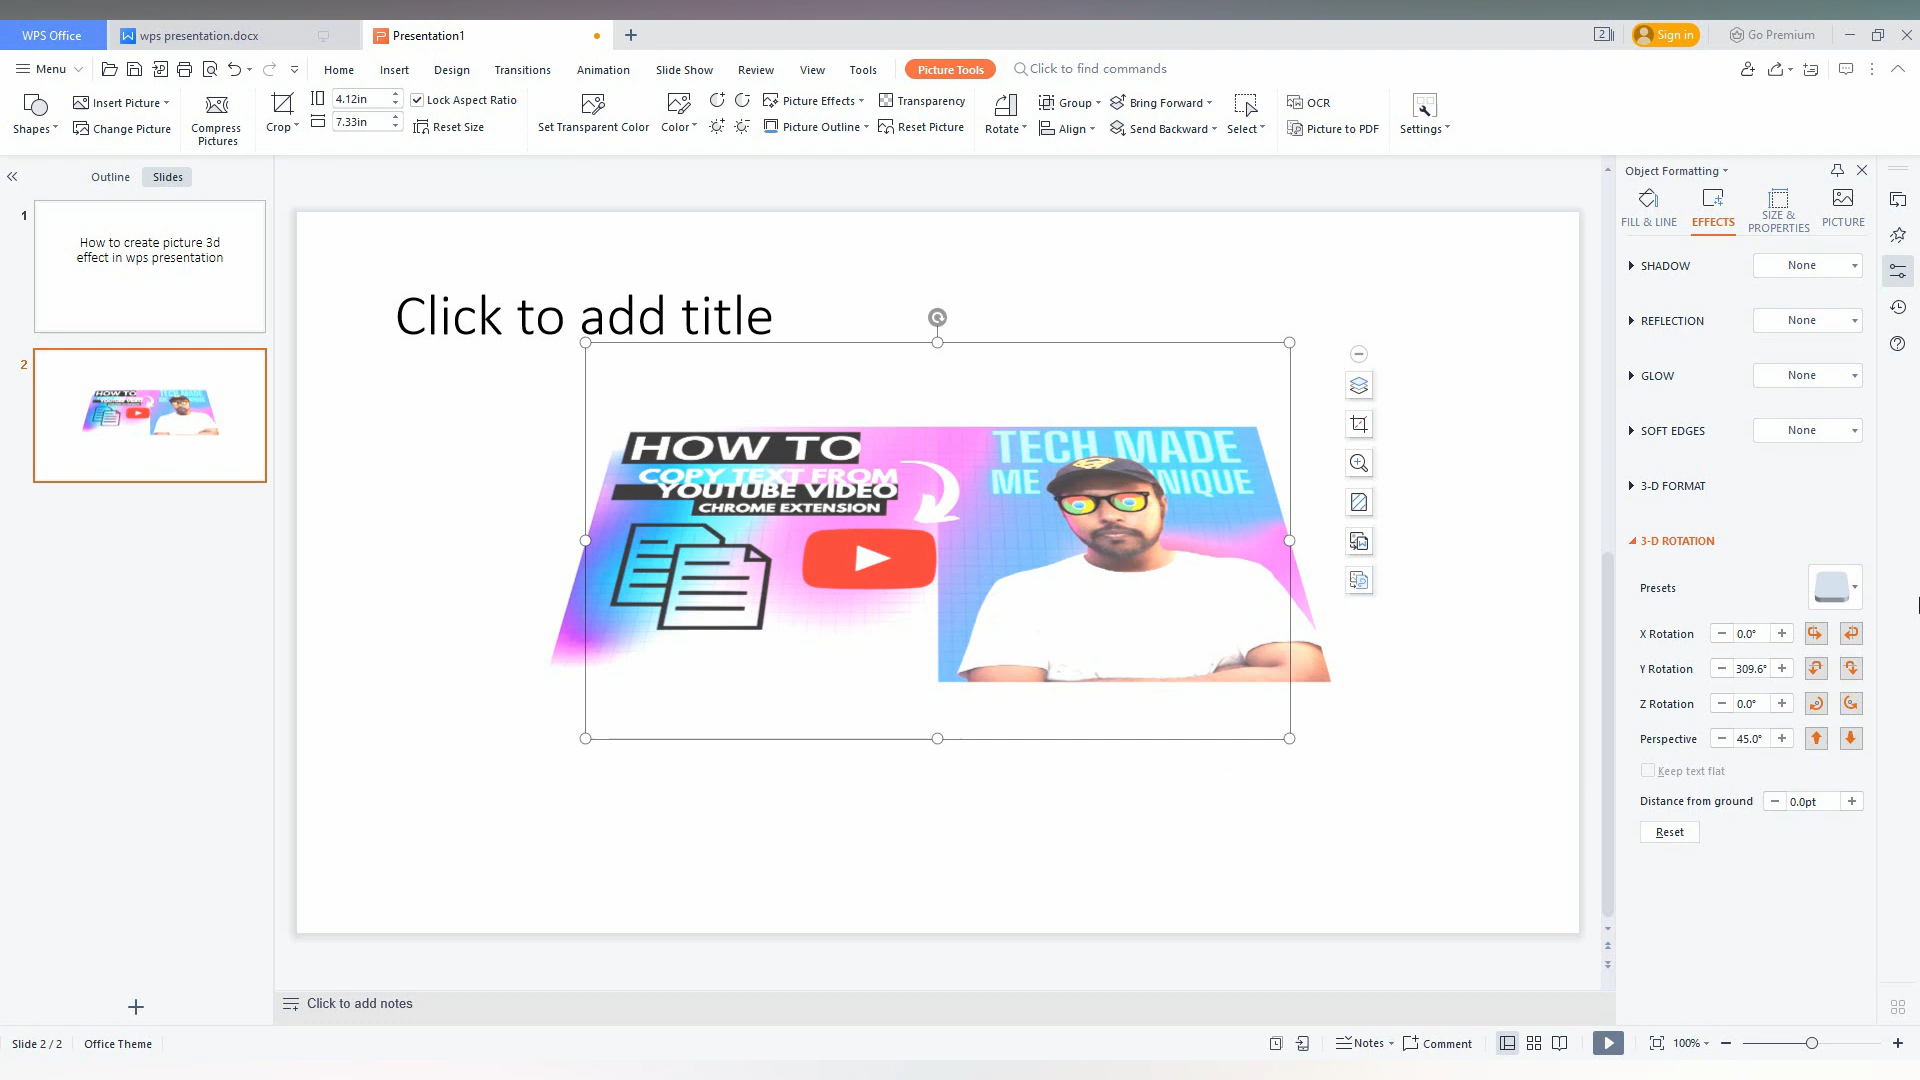 WPS Office
wps presentation.docx
Presentation1
2
Sign in
Go Premium
Menu
Home
Insert
Design
Transitions
Animation
Slide Show
Review
View
Tools
Picture Tools
Click to find commands
Shapes
Insert Picture
Change Picture
Compress
Pictures
Crop
4.12in
7.33in
Lock Aspect Ratio
Reset Size
Set Transparent Color
Color
Picture Effects
Picture Outline
Transparency
Reset Picture
Rotate
Group
Align
Bring Forward
Send Backward
Select
OCR
Picture to PDF
Settings
Outline
Slides
1
How to create picture 3d
effect in wps presentation
2
HOW TO
YOUTUBE VIDEO
TECH MADE
Click to add title
HOW TO
COPY TEXT FROM
YOUTUBE VIDEO
CHROME EXTENSION
TECH MADE
ME NIQUE
Object Formatting
FILL & LINE
EFFECTS
SIZE &
PROPERTIES
PICTURE
SHADOW None
REFLECTION None
GLOW None
SOFT EDGES None
3-D FORMAT
3-D ROTATION
Presets
X Rotation 0.0°
Y Rotation 309.6°
Z Rotation 0.0°
Perspective 45.0°
Keep text flat
Distance from ground 0.0pt
Reset
Click to add notes
Slide 2 / 2
Office Theme
Notes
Comment
100%